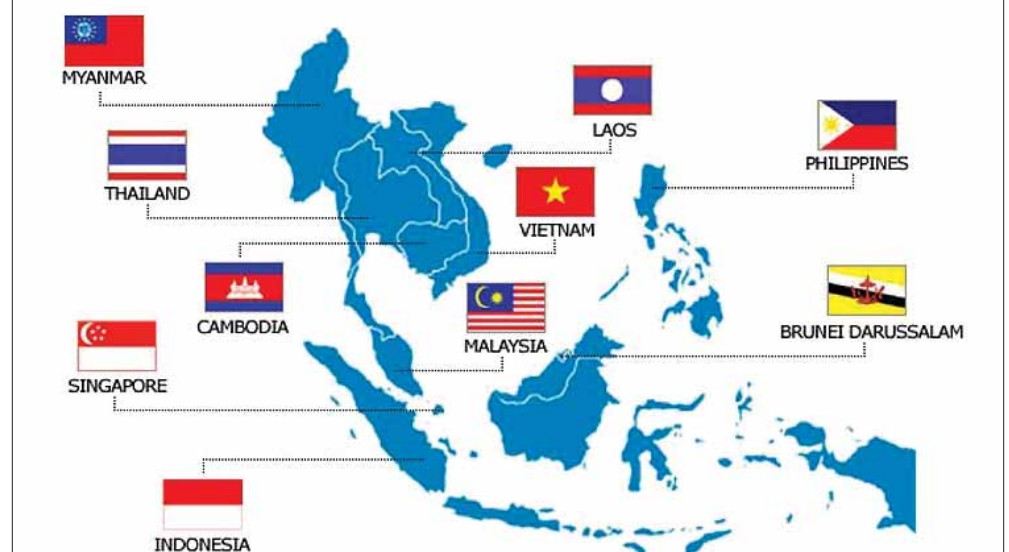 MYANMAR
LAOS
PHILIPPINES
THAILAND
VIETNAM
CAMBODIA
MALAYSIA
BRUNEI DARUSSALAM
SINGAPORE
INDONESIA